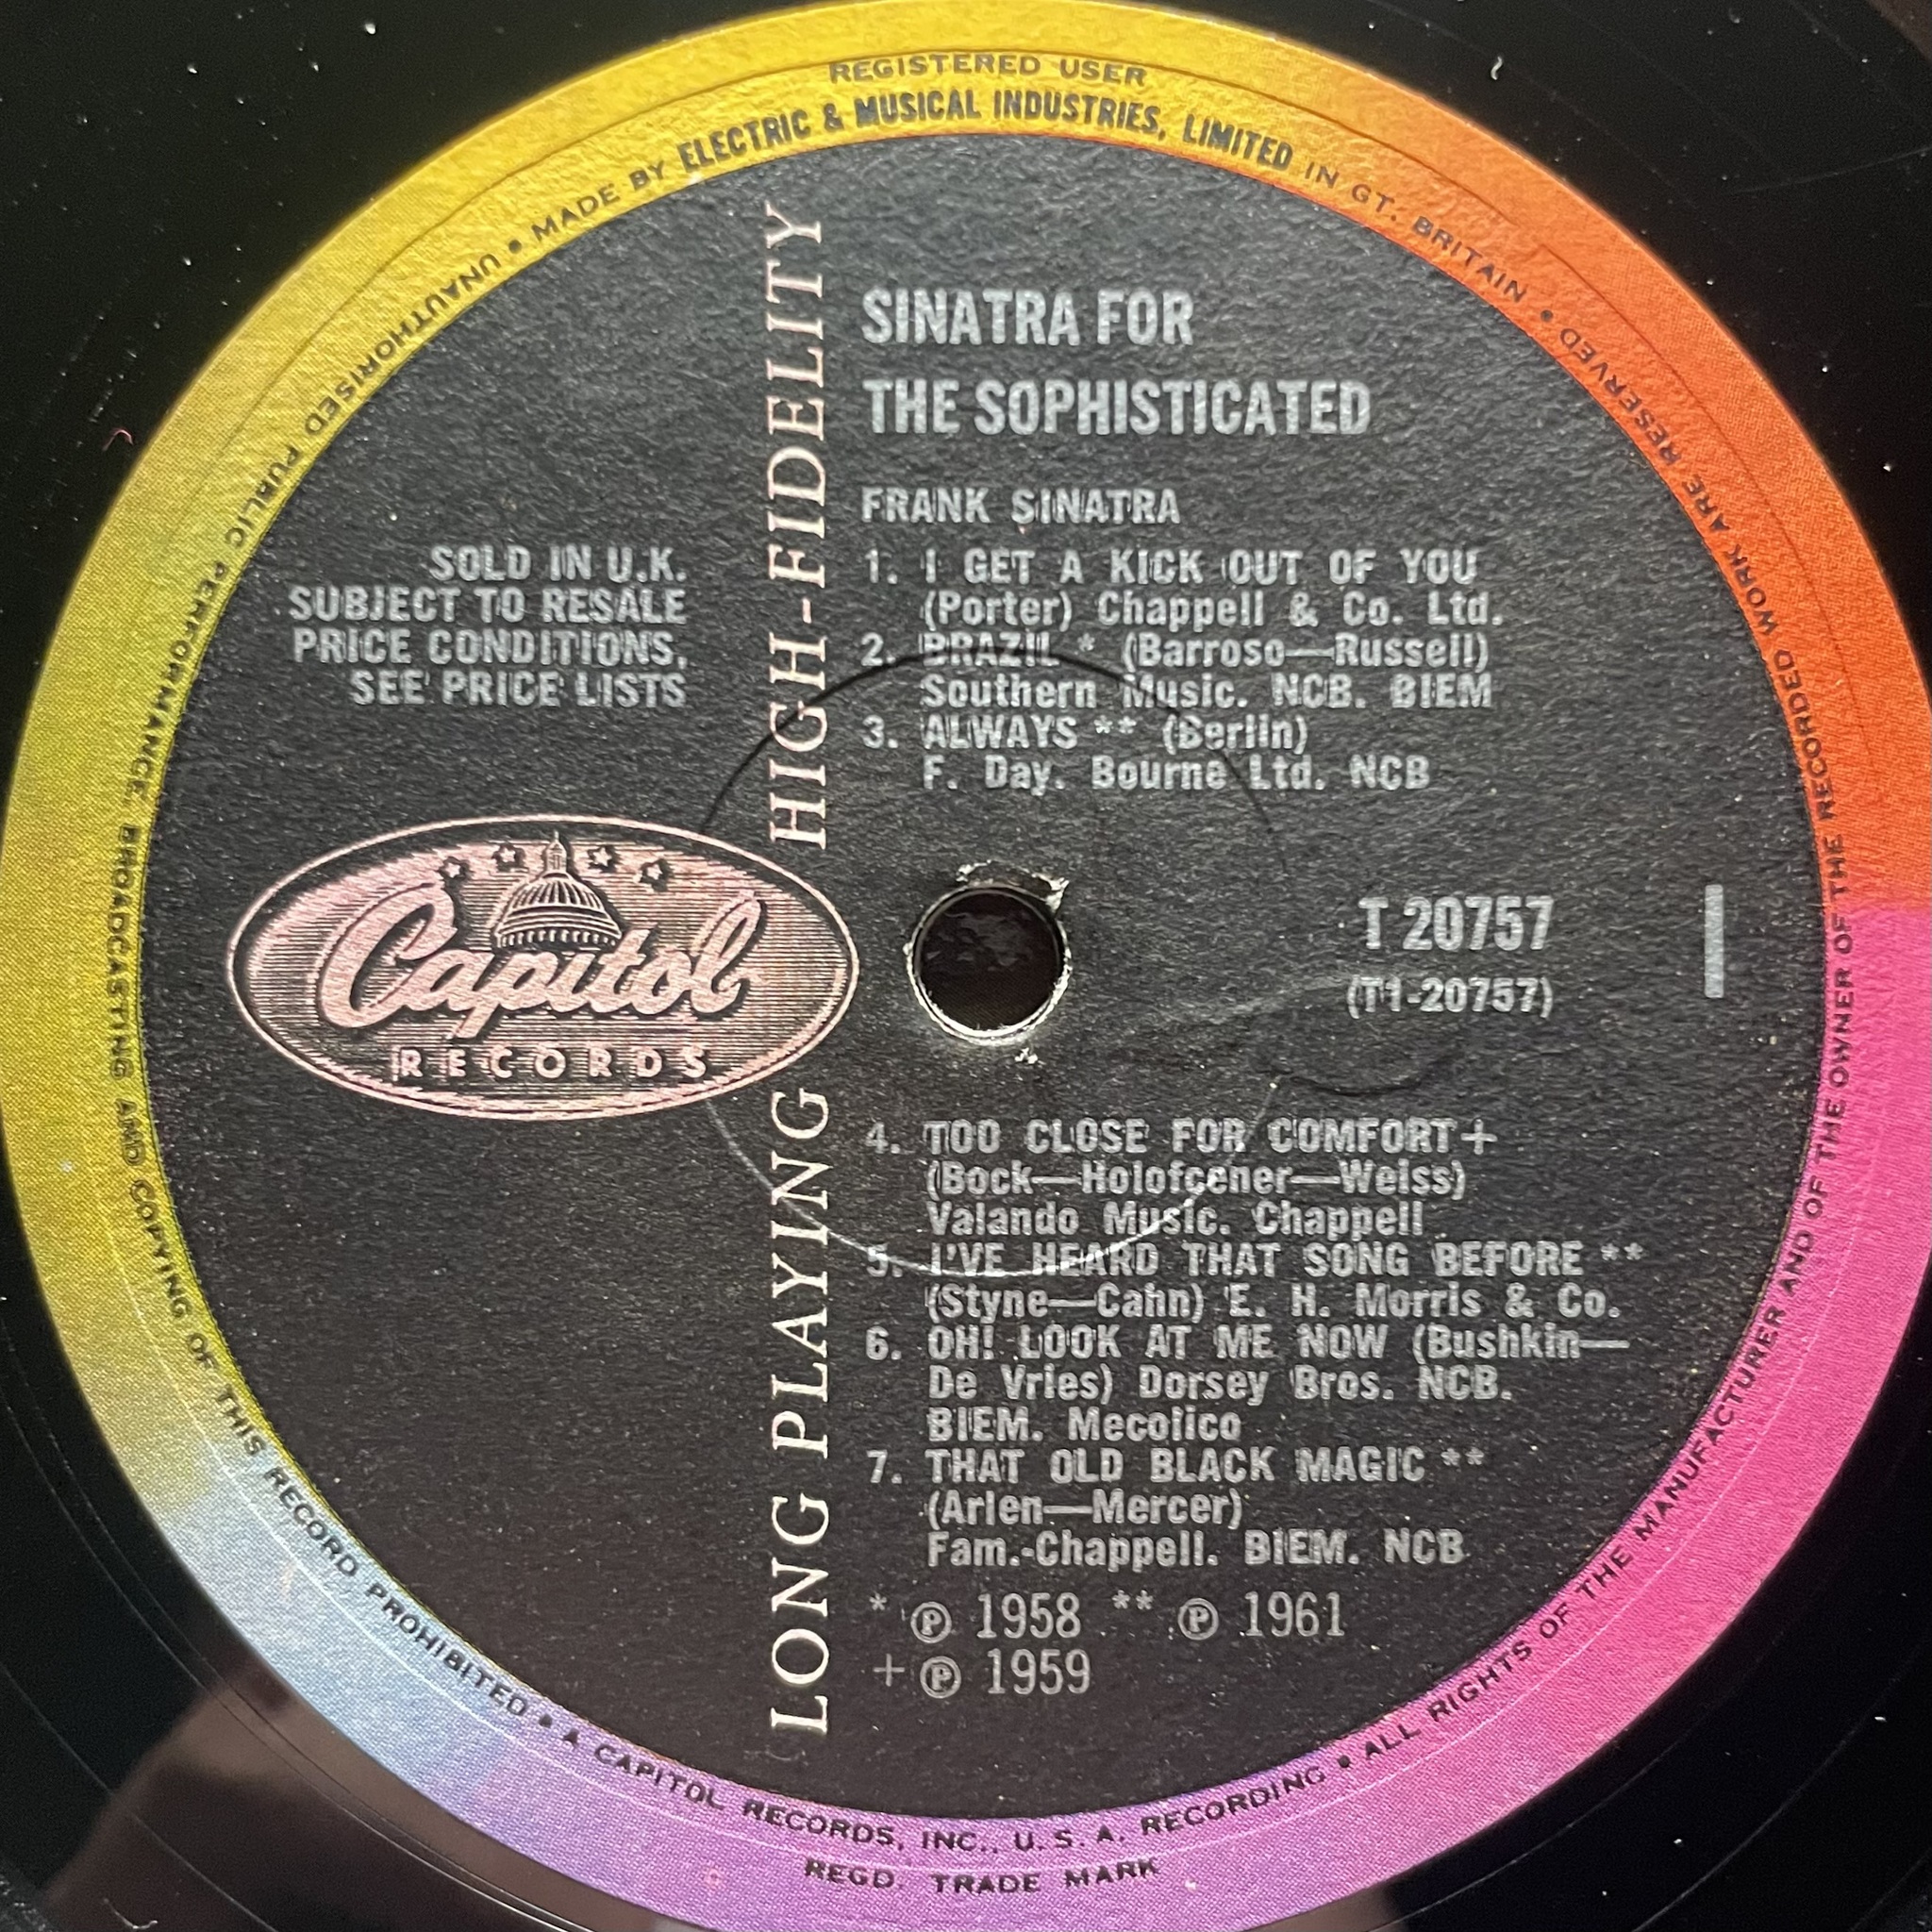 REGISTERED USER
MADE BY ELECTRIC & MUSICAL INDUSTRIES, LIMITED IN GT. BRITAIN •
SINATRA FOR
THE SOPHISTICATED
FRANK SINATRA
1. I GET A KICK OUT OF YOU
(Porter) Chappell & Co. Ltd.
2. BRAZIL * (Barroso—Russell)
Southern Music. NCB. BIEM
3. ALWAYS ** (Berlin)
F. Day. Bourne Ltd. NCB
SOLD IN U.K.
SUBJECT TO RESALE
PRICE CONDITIONS,
SEE PRICE LISTS
LONG PLAYING HIGH-FIDELITY
Capitol
RECORDS
T 20757
(T1-20757)
1
4. TOO CLOSE FOR COMFORT +
(Bock—Holofcener—Weiss)
Valando Music. Chappell
5. I'VE HEARD THAT SONG BEFORE **
(Styne—Cahn) E. H. Morris & Co.
6. OH! LOOK AT ME NOW (Bushkin—
De Vries) Dorsey Bros. NCB.
BIEM. Mecolico
7. THAT OLD BLACK MAGIC **
(Arlen—Mercer)
Fam.-Chappell. BIEM. NCB
* ℗ 1958 ** ℗ 1961
+ ℗ 1959
ALL RIGHTS OF THE MANUFACTURER AND OF THE OWNER OF THE RECORDED WORK ARE RESERVED •
UNAUTHORISED PUBLIC PERFORMANCE, BROADCASTING AND COPYING OF THIS RECORD PROHIBITED •
A CAPITOL RECORDS, INC., U.S.A. RECORDING •
REGD. TRADE MARK